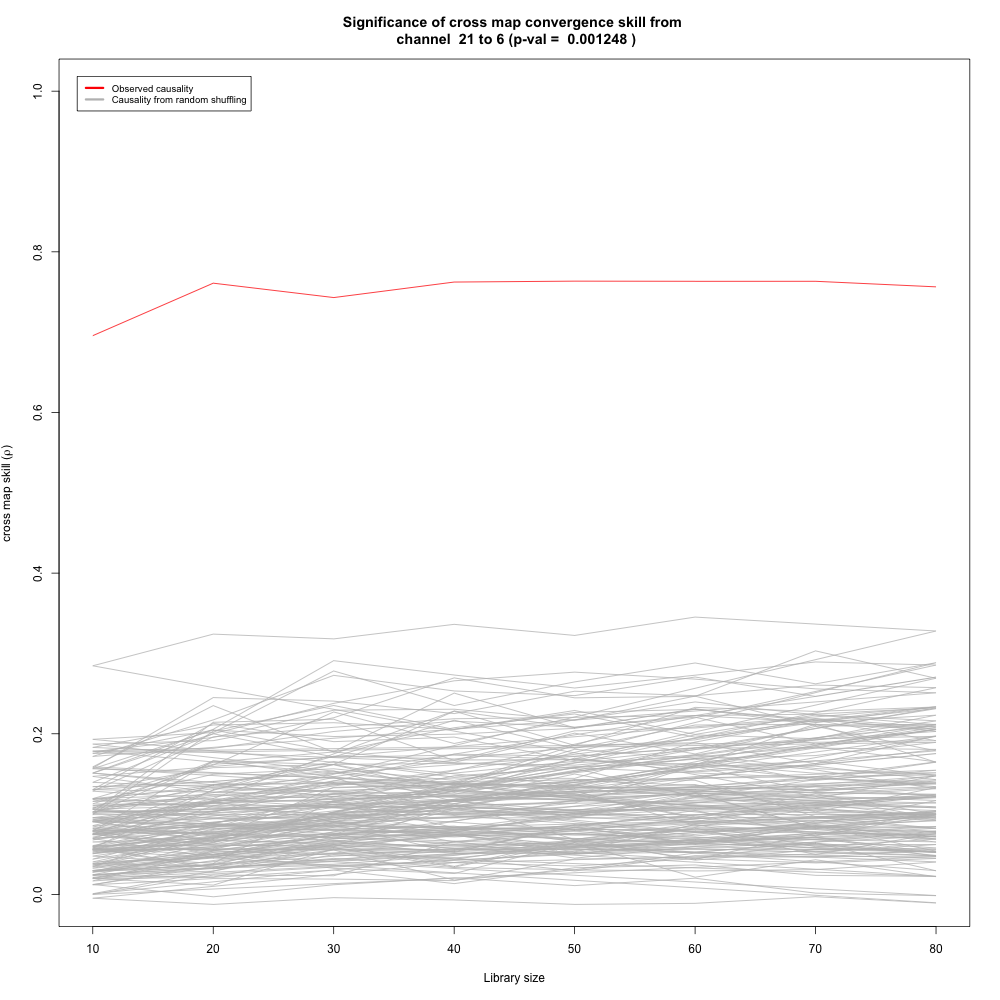 Significance of cross map convergence skill from
channel  21 to 6 (p-val =  0.001248 )
Observed causality
Causality from random shuffling
1.0
0.8
0.6
0.4
0.2
0.0
cross map skill (ρ)
10 20 30 40 50 60 70 80
Library size